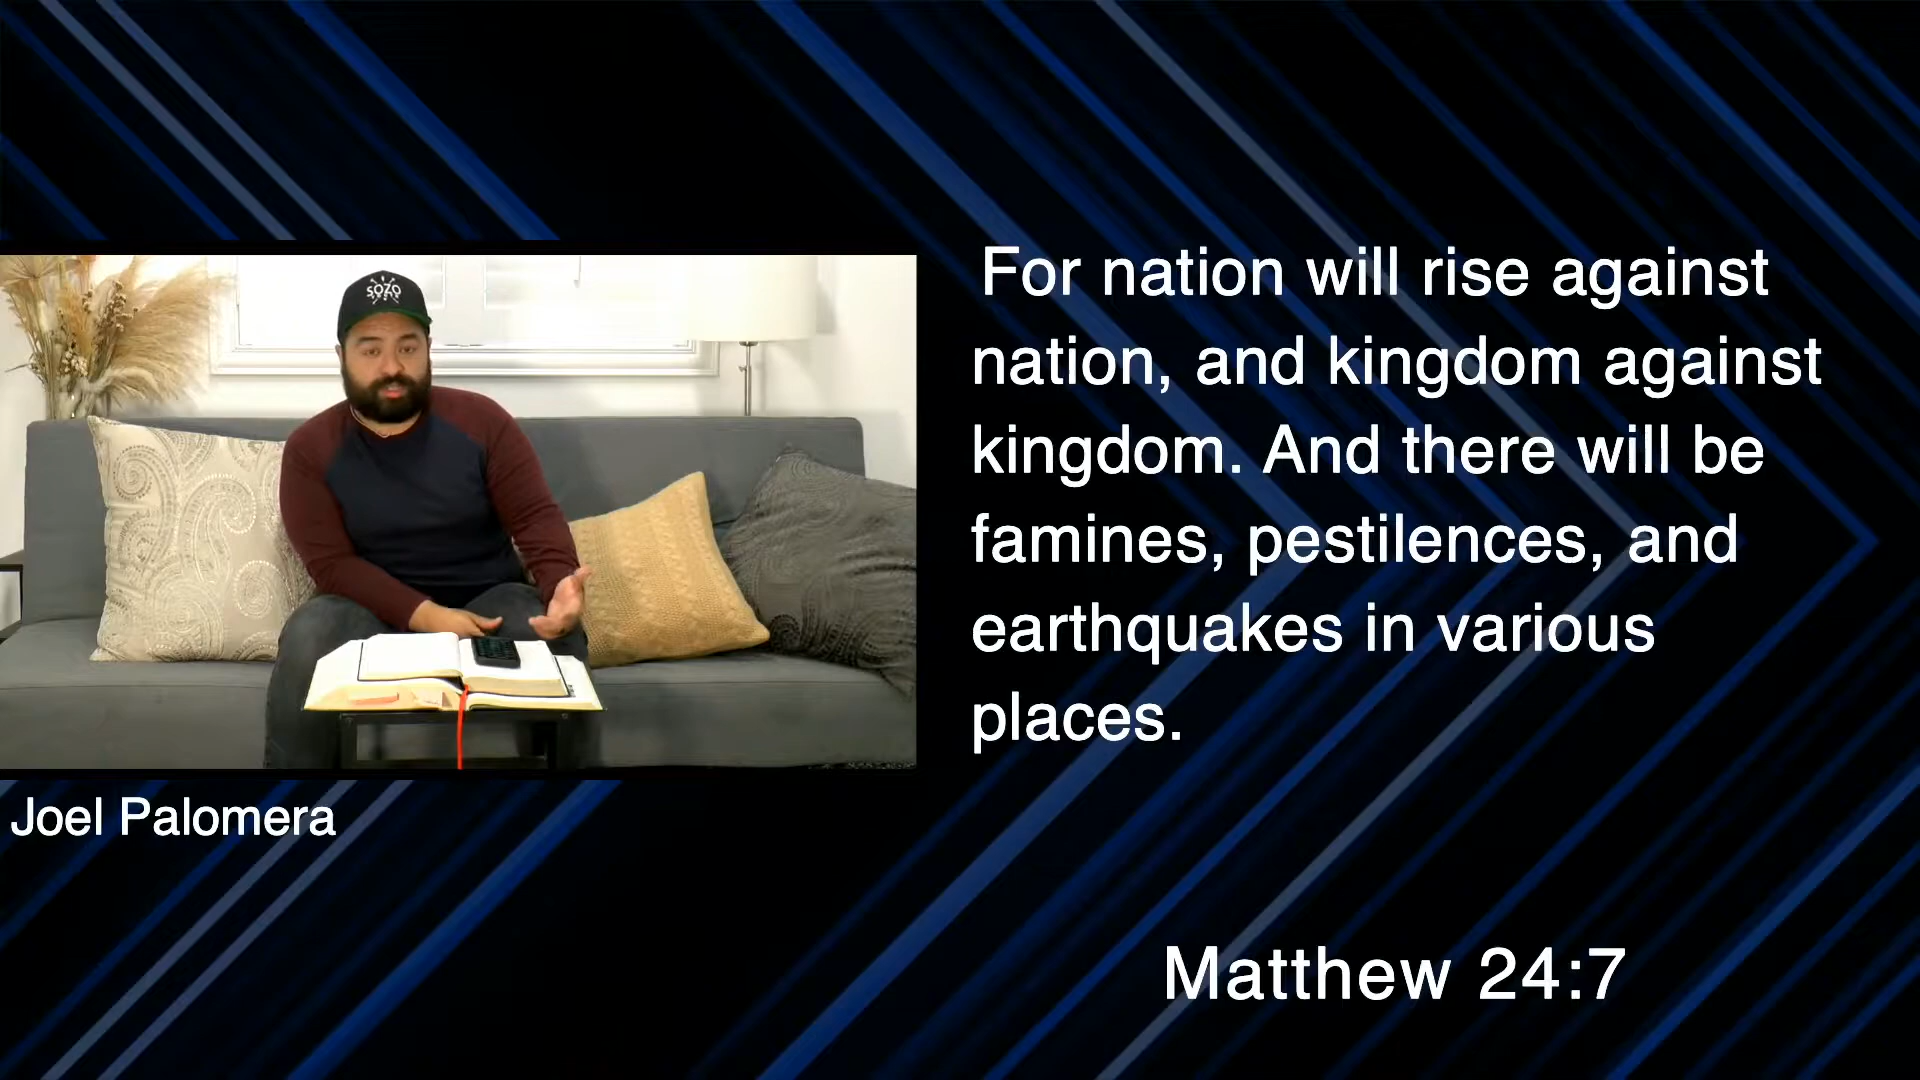 SOZO
For nation will rise against
nation, and kingdom against
kingdom. And there will be
famines, pestilences, and
earthquakes in various
places.
Joel Palomera
Matthew 24:7